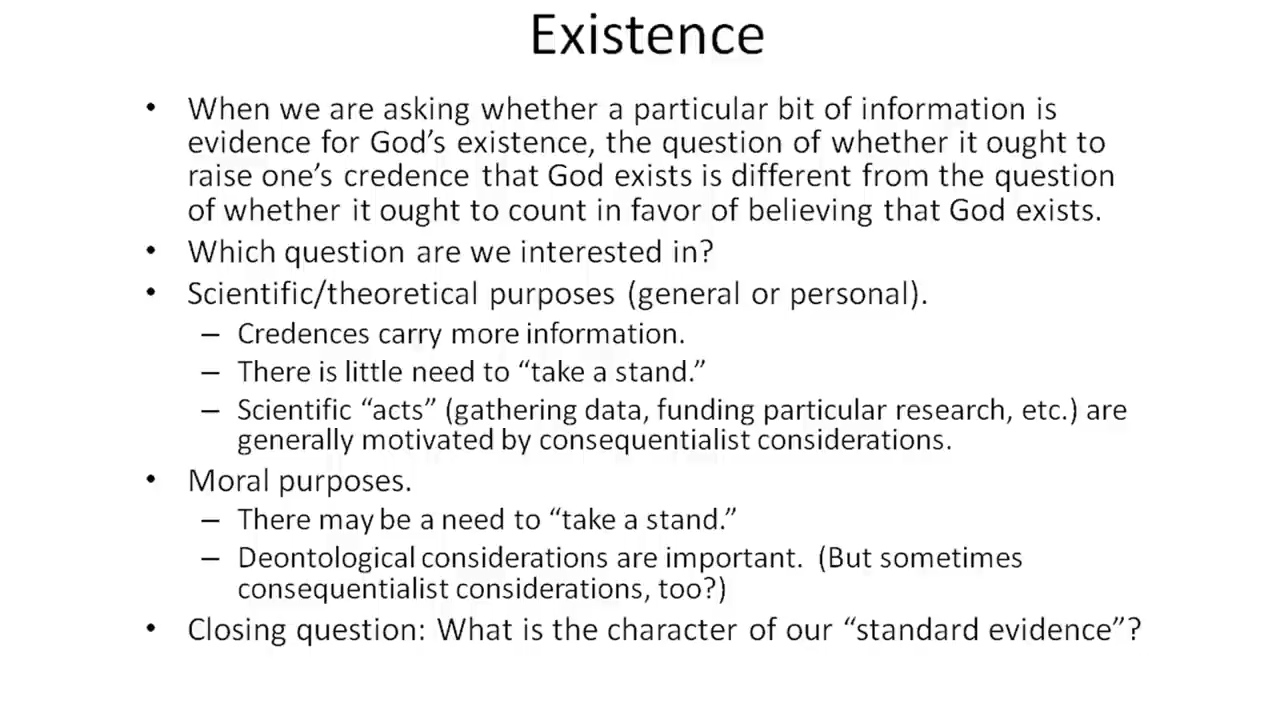 Existence
• When we are asking whether a particular bit of information is
evidence for God’s existence, the question of whether it ought to
raise one’s credence that God exists is different from the question
of whether it ought to count in favor of believing that God exists.
• Which question are we interested in?
• Scientific/theoretical purposes (general or personal).
– Credences carry more information.
– There is little need to “take a stand.”
– Scientific “acts” (gathering data, funding particular research, etc.) are
generally motivated by consequentialist considerations.
• Moral purposes.
– There may be a need to “take a stand.”
– Deontological considerations are important. (But sometimes
consequentialist considerations, too?)
• Closing question: What is the character of our “standard evidence”?